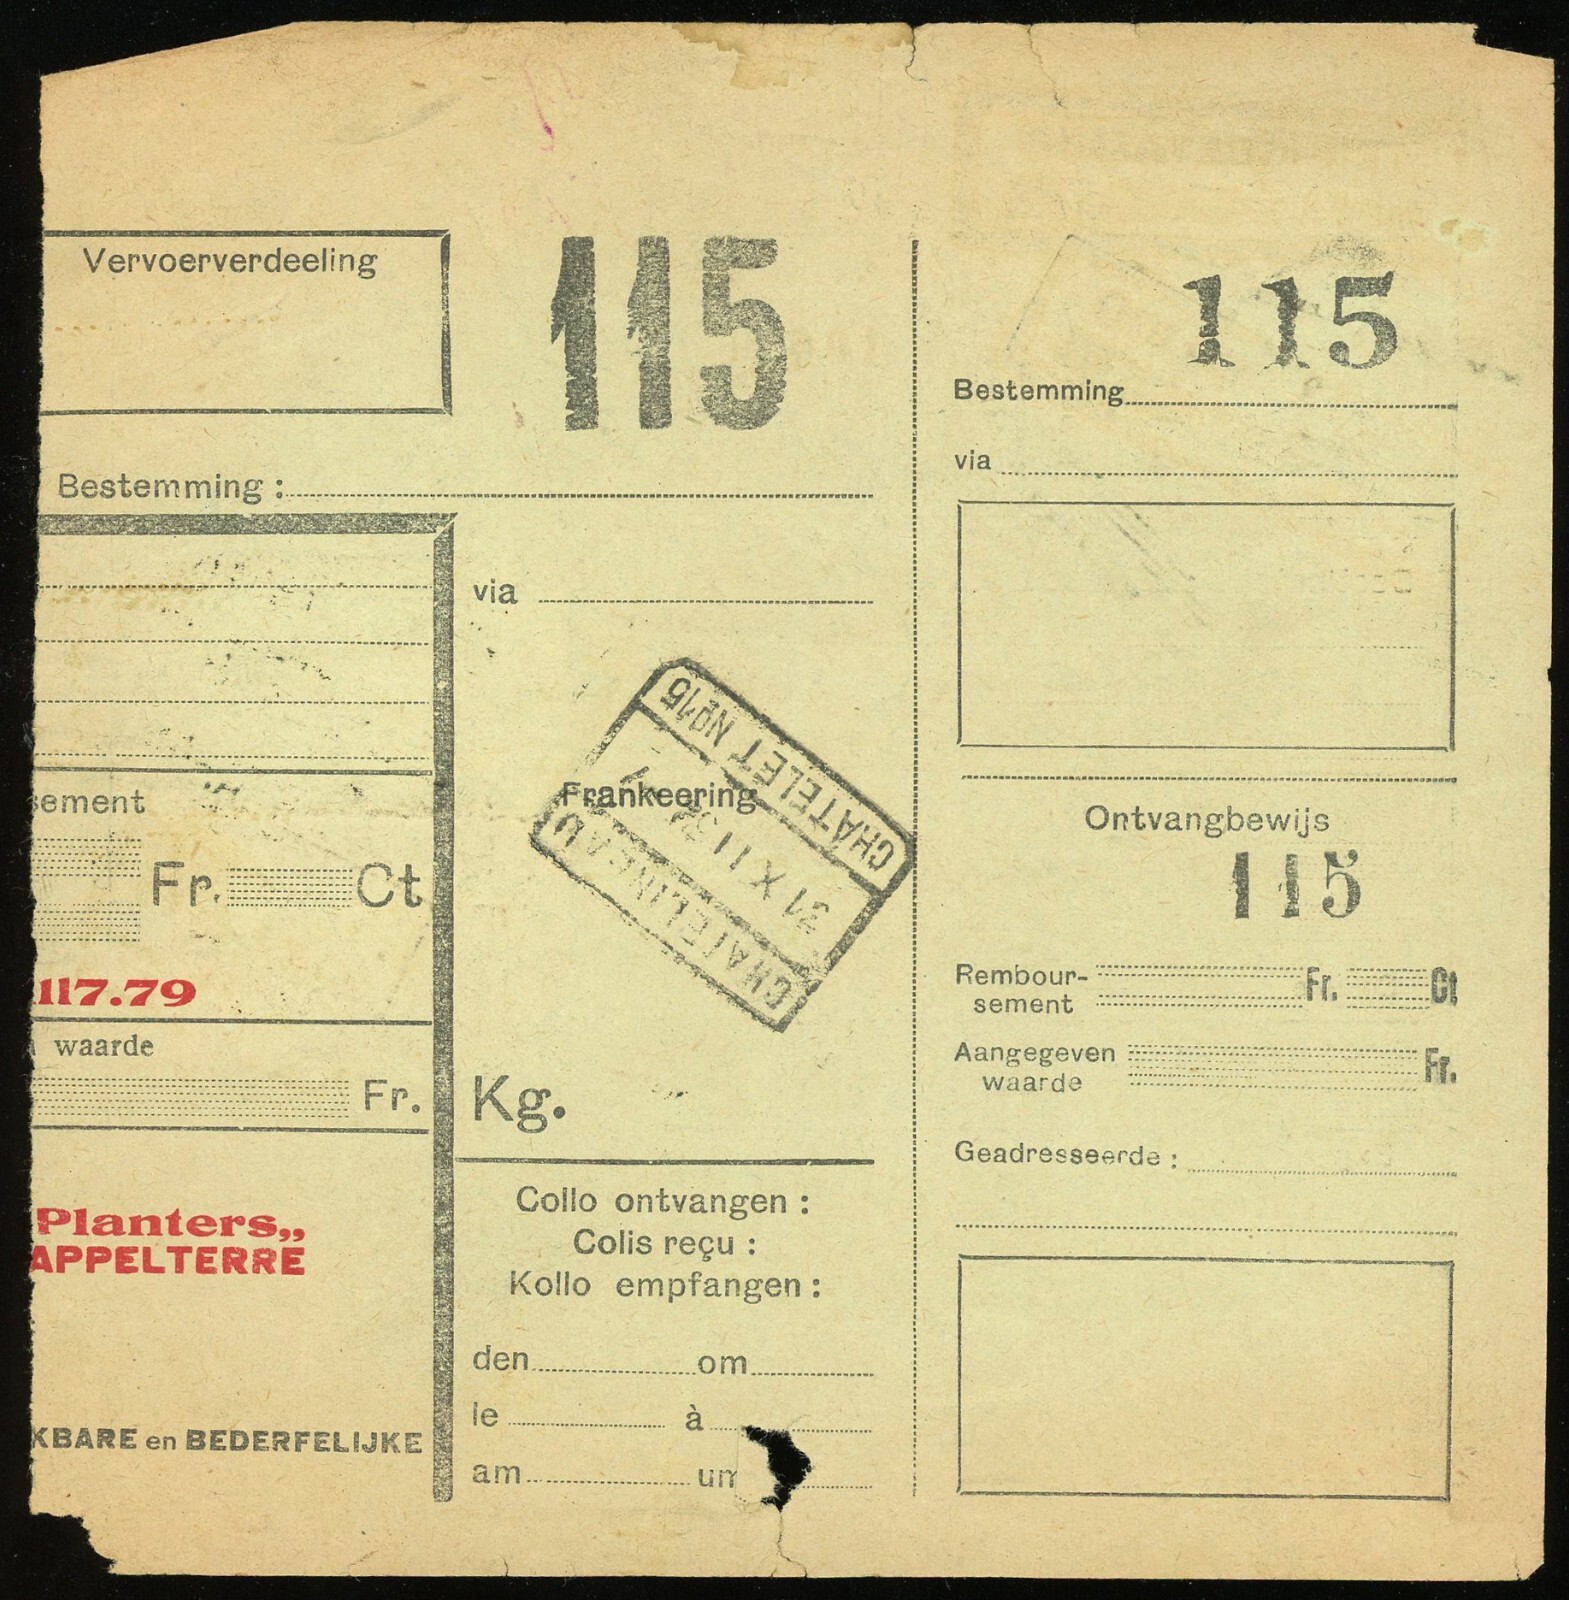 Vervoerverdeeling
115
Bestemming :
sement
Fr. Ct
117.79
waarde
Fr.
Planters„
APPELTERRE
KBARE en BEDERFELIJKE
via
Frankeering
CHATELET Nº15
31 XII
CHATELINEAU
Kg.
Collo ontvangen :
Colis reçu :
Kollo empfangen :
den om
le à
am um
115
Bestemming
via
Ontvangbewijs
115
Rembour-
sement Fr. Ct
Aangegeven
waarde Fr.
Geadresseerde :